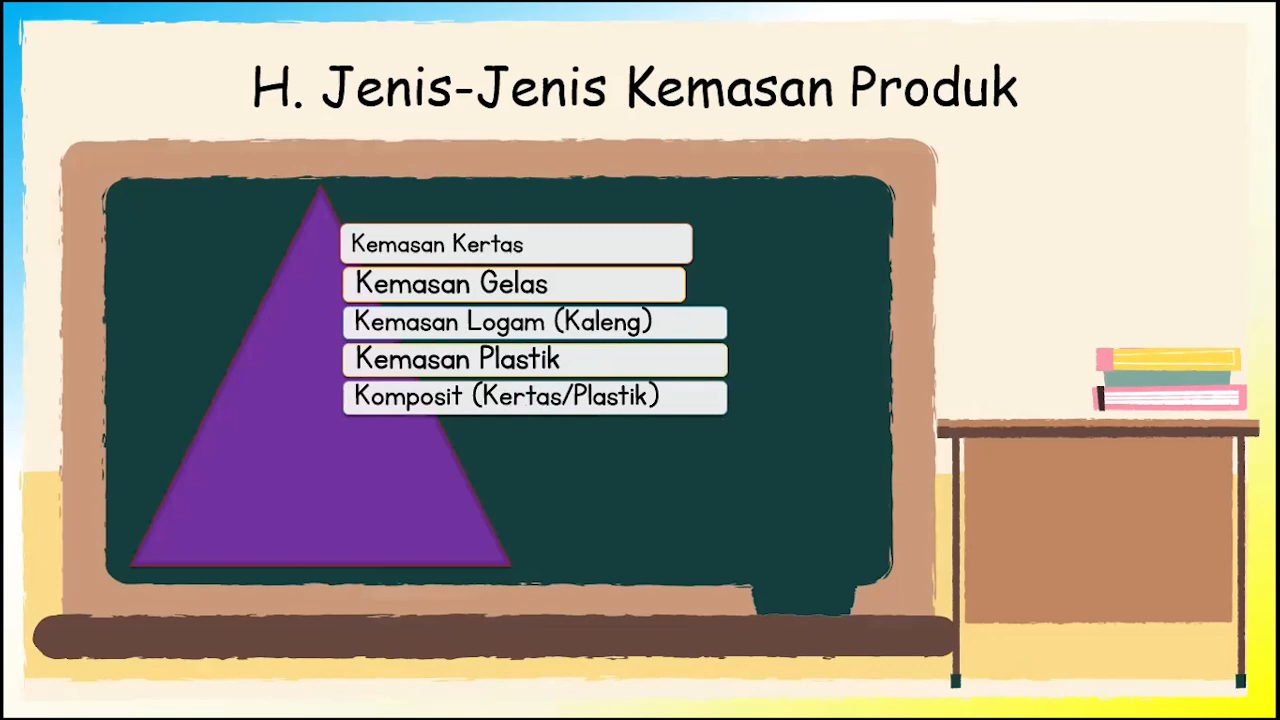 H. Jenis-Jenis Kemasan Produk
Kemasan Kertas
Kemasan Gelas
Kemasan Logam (Kaleng)
Kemasan Plastik
Komposit (Kertas/Plastik)